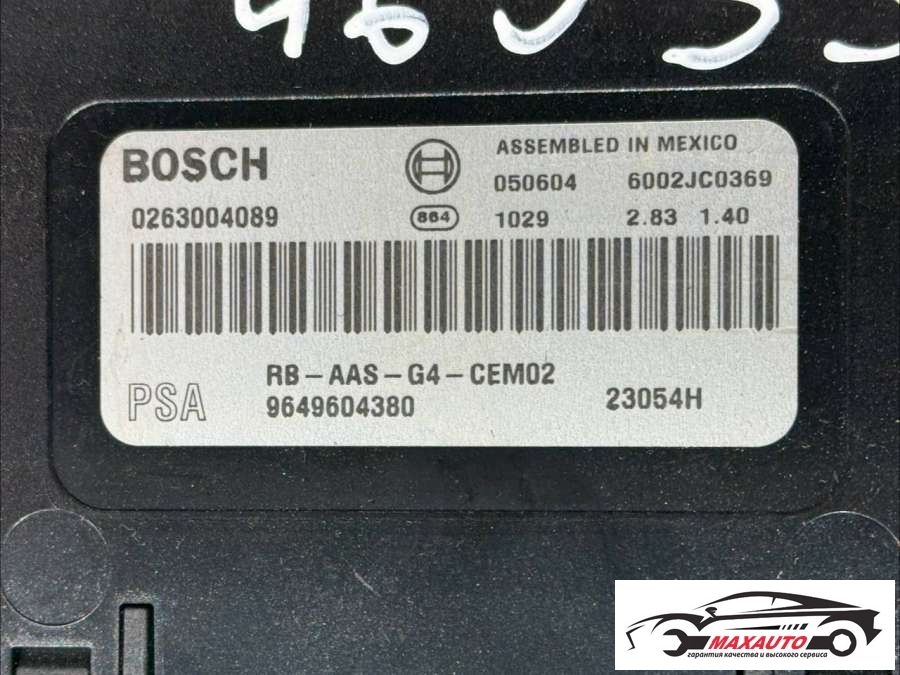 BOSCH
ASSEMBLED IN MEXICO
050604 6002JC0369
0263004089 864 1029 2.83 1.40
RB-AAS-G4-CEM02
PSA 9649604380 23054H
MAXAUTO
гарантия качества и высокого сервиса